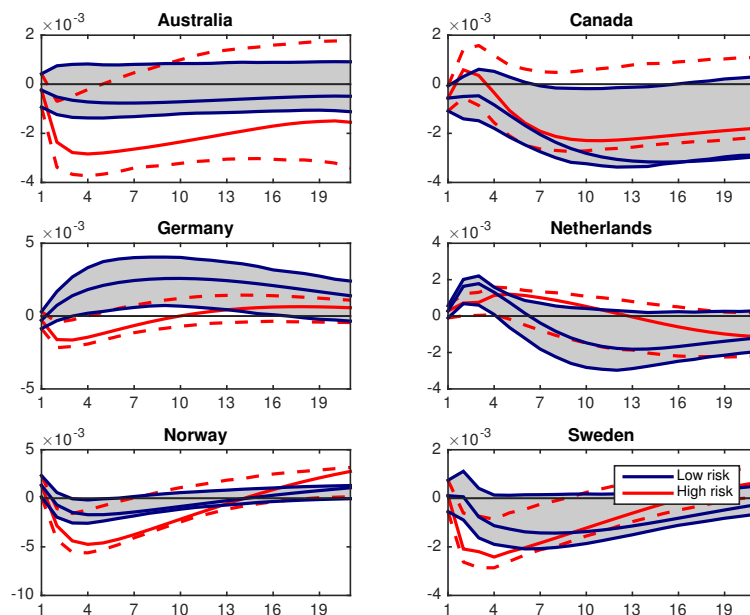 Australia
×10⁻³
2
0
-2
-4
1 4 7 10 13 16 19
Canada
×10⁻³
2
0
-2
-4
1 4 7 10 13 16 19
Germany
×10⁻³
5
0
-5
1 4 7 10 13 16 19
Netherlands
×10⁻³
4
2
0
-2
-4
1 4 7 10 13 16 19
Norway
×10⁻³
5
0
-5
-10
1 4 7 10 13 16 19
Sweden
×10⁻³
2
0
-2
-4
1 4 7 10 13 16 19
Low risk
High risk